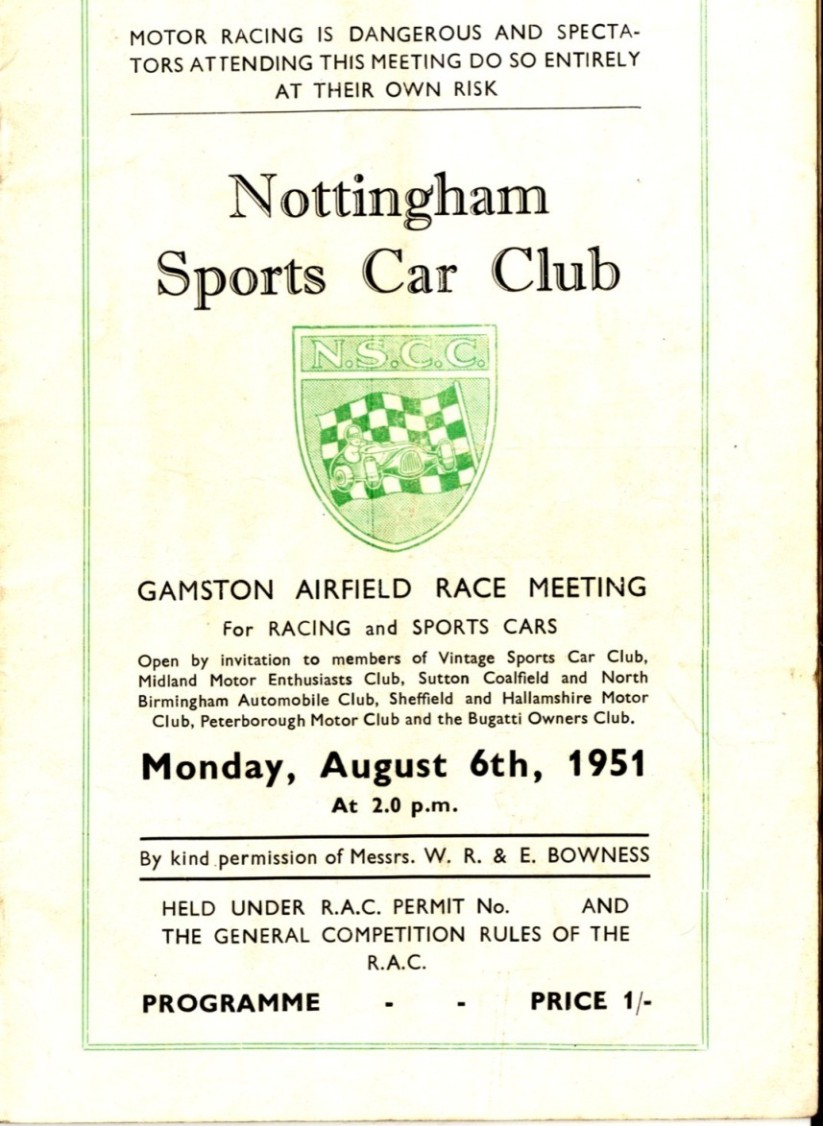 MOTOR RACING IS DANGEROUS AND SPECTA-
TORS ATTENDING THIS MEETING DO SO ENTIRELY
AT THEIR OWN RISK
Nottingham
Sports Car Club
N.S.C.C.
GAMSTON AIRFIELD RACE MEETING
For RACING and SPORTS CARS
Open by invitation to members of Vintage Sports Car Club,
Midland Motor Enthusiasts Club, Sutton Coalfield and North
Birmingham Automobile Club, Sheffield and Hallamshire Motor
Club, Peterborough Motor Club and the Bugatti Owners Club.
Monday, August 6th, 1951
At 2.0 p.m.
By kind permission of Messrs. W. R. & E. BOWNESS
HELD UNDER R.A.C. PERMIT No. AND
THE GENERAL COMPETITION RULES OF THE
R.A.C.
PROGRAMME - - PRICE 1/-